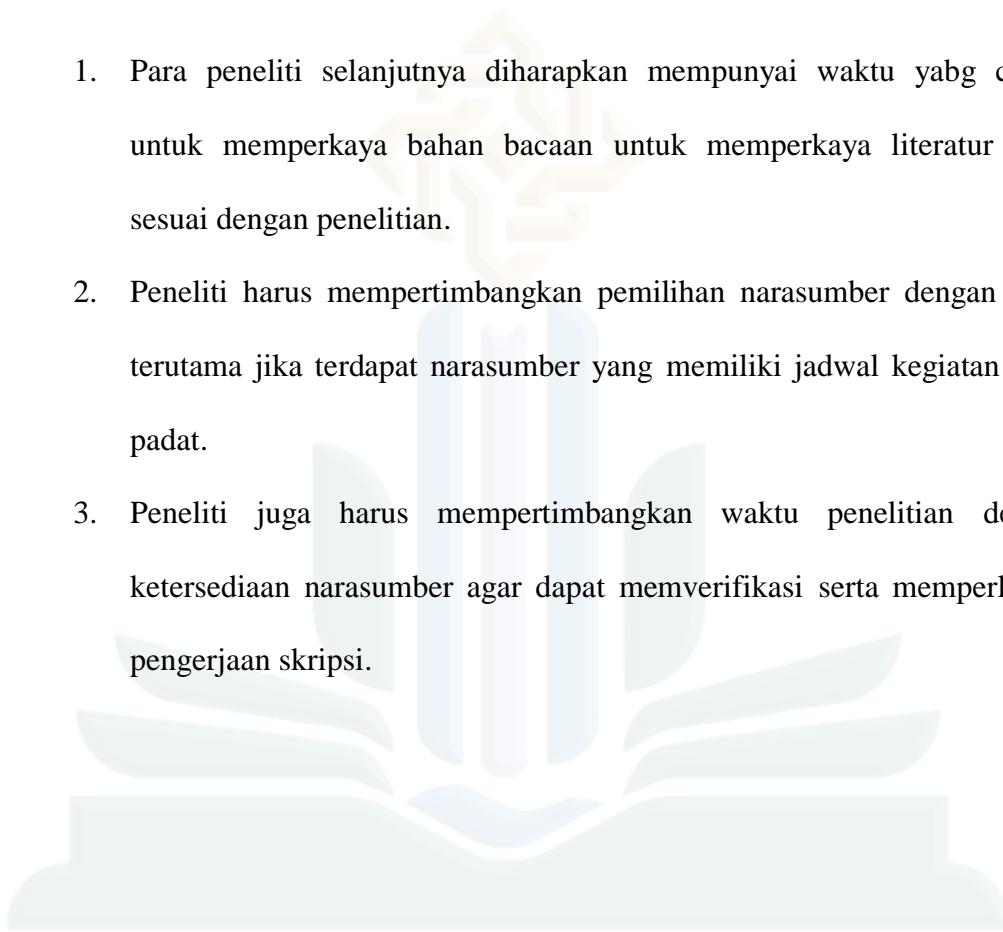 1. Para peneliti selanjutnya diharapkan mempunyai waktu yabg
untuk memperkaya bahan bacaan untuk memperkaya literatur
sesuai dengan penelitian.
2. Peneliti harus mempertimbangkan pemilihan narasumber dengan
terutama jika terdapat narasumber yang memiliki jadwal kegiatan
padat.
3. Peneliti juga harus mempertimbangkan waktu penelitian
ketersediaan narasumber agar dapat memverifikasi serta
pengerjaan skripsi.